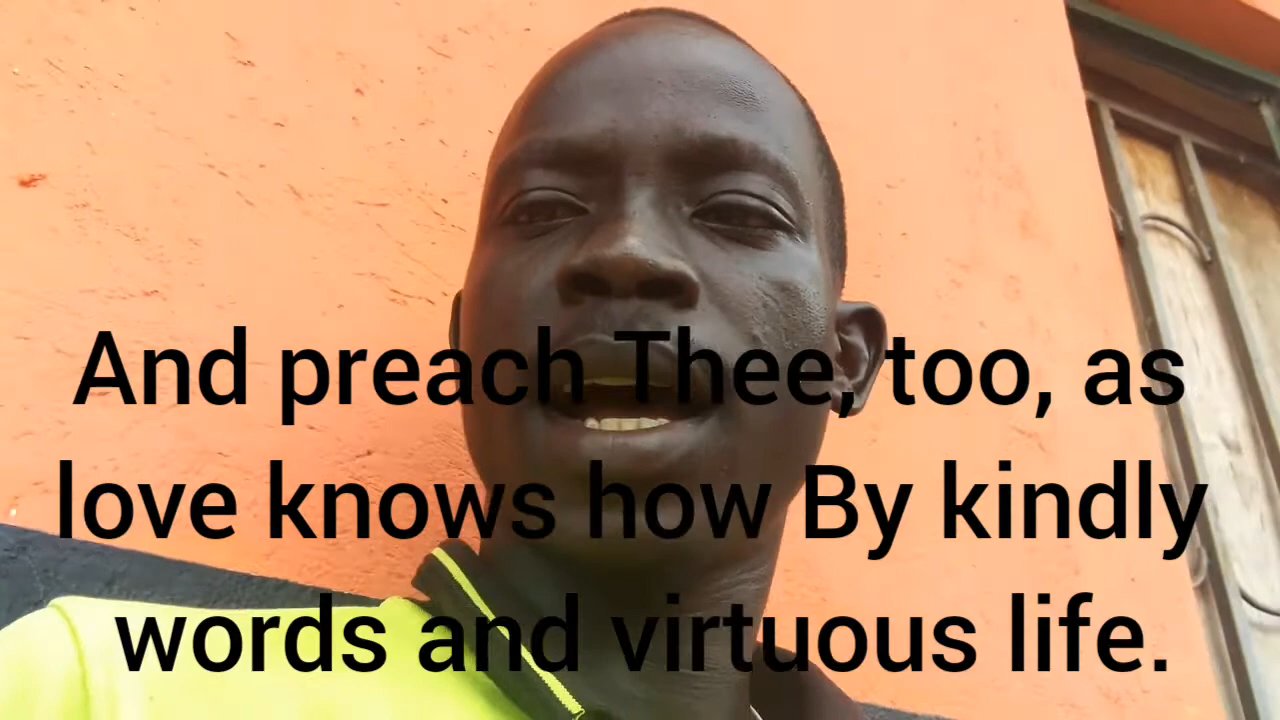 And preach Thee, too, as
love knows how By kindly
words and virtuous life.